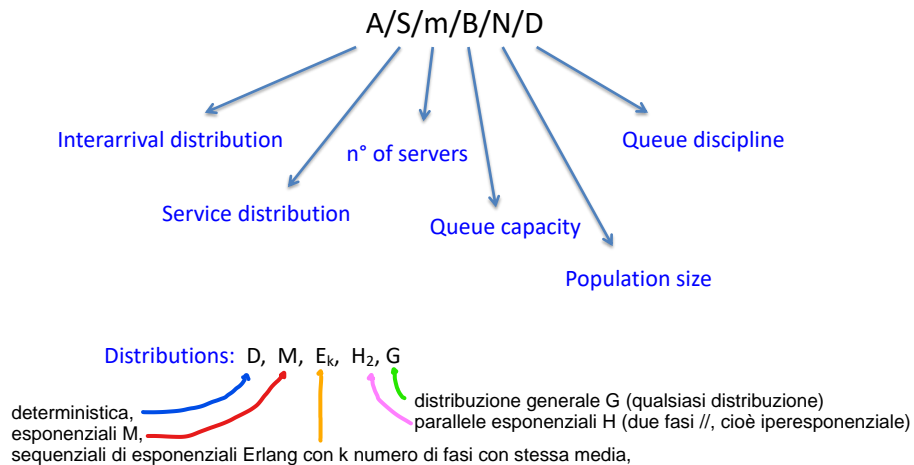 A/S/m/B/N/D
Interarrival distribution
n° of servers
Queue discipline
Service distribution
Queue capacity
Population size
Distributions: D, M, Ek, H2, G
distribuzione generale G (qualsiasi distribuzione)
deterministica,
parallele esponenziali H (due fasi //, cioè iperesponenziale)
esponenziali M,
sequenziali di esponenziali Erlang con k numero di fasi con stessa media,